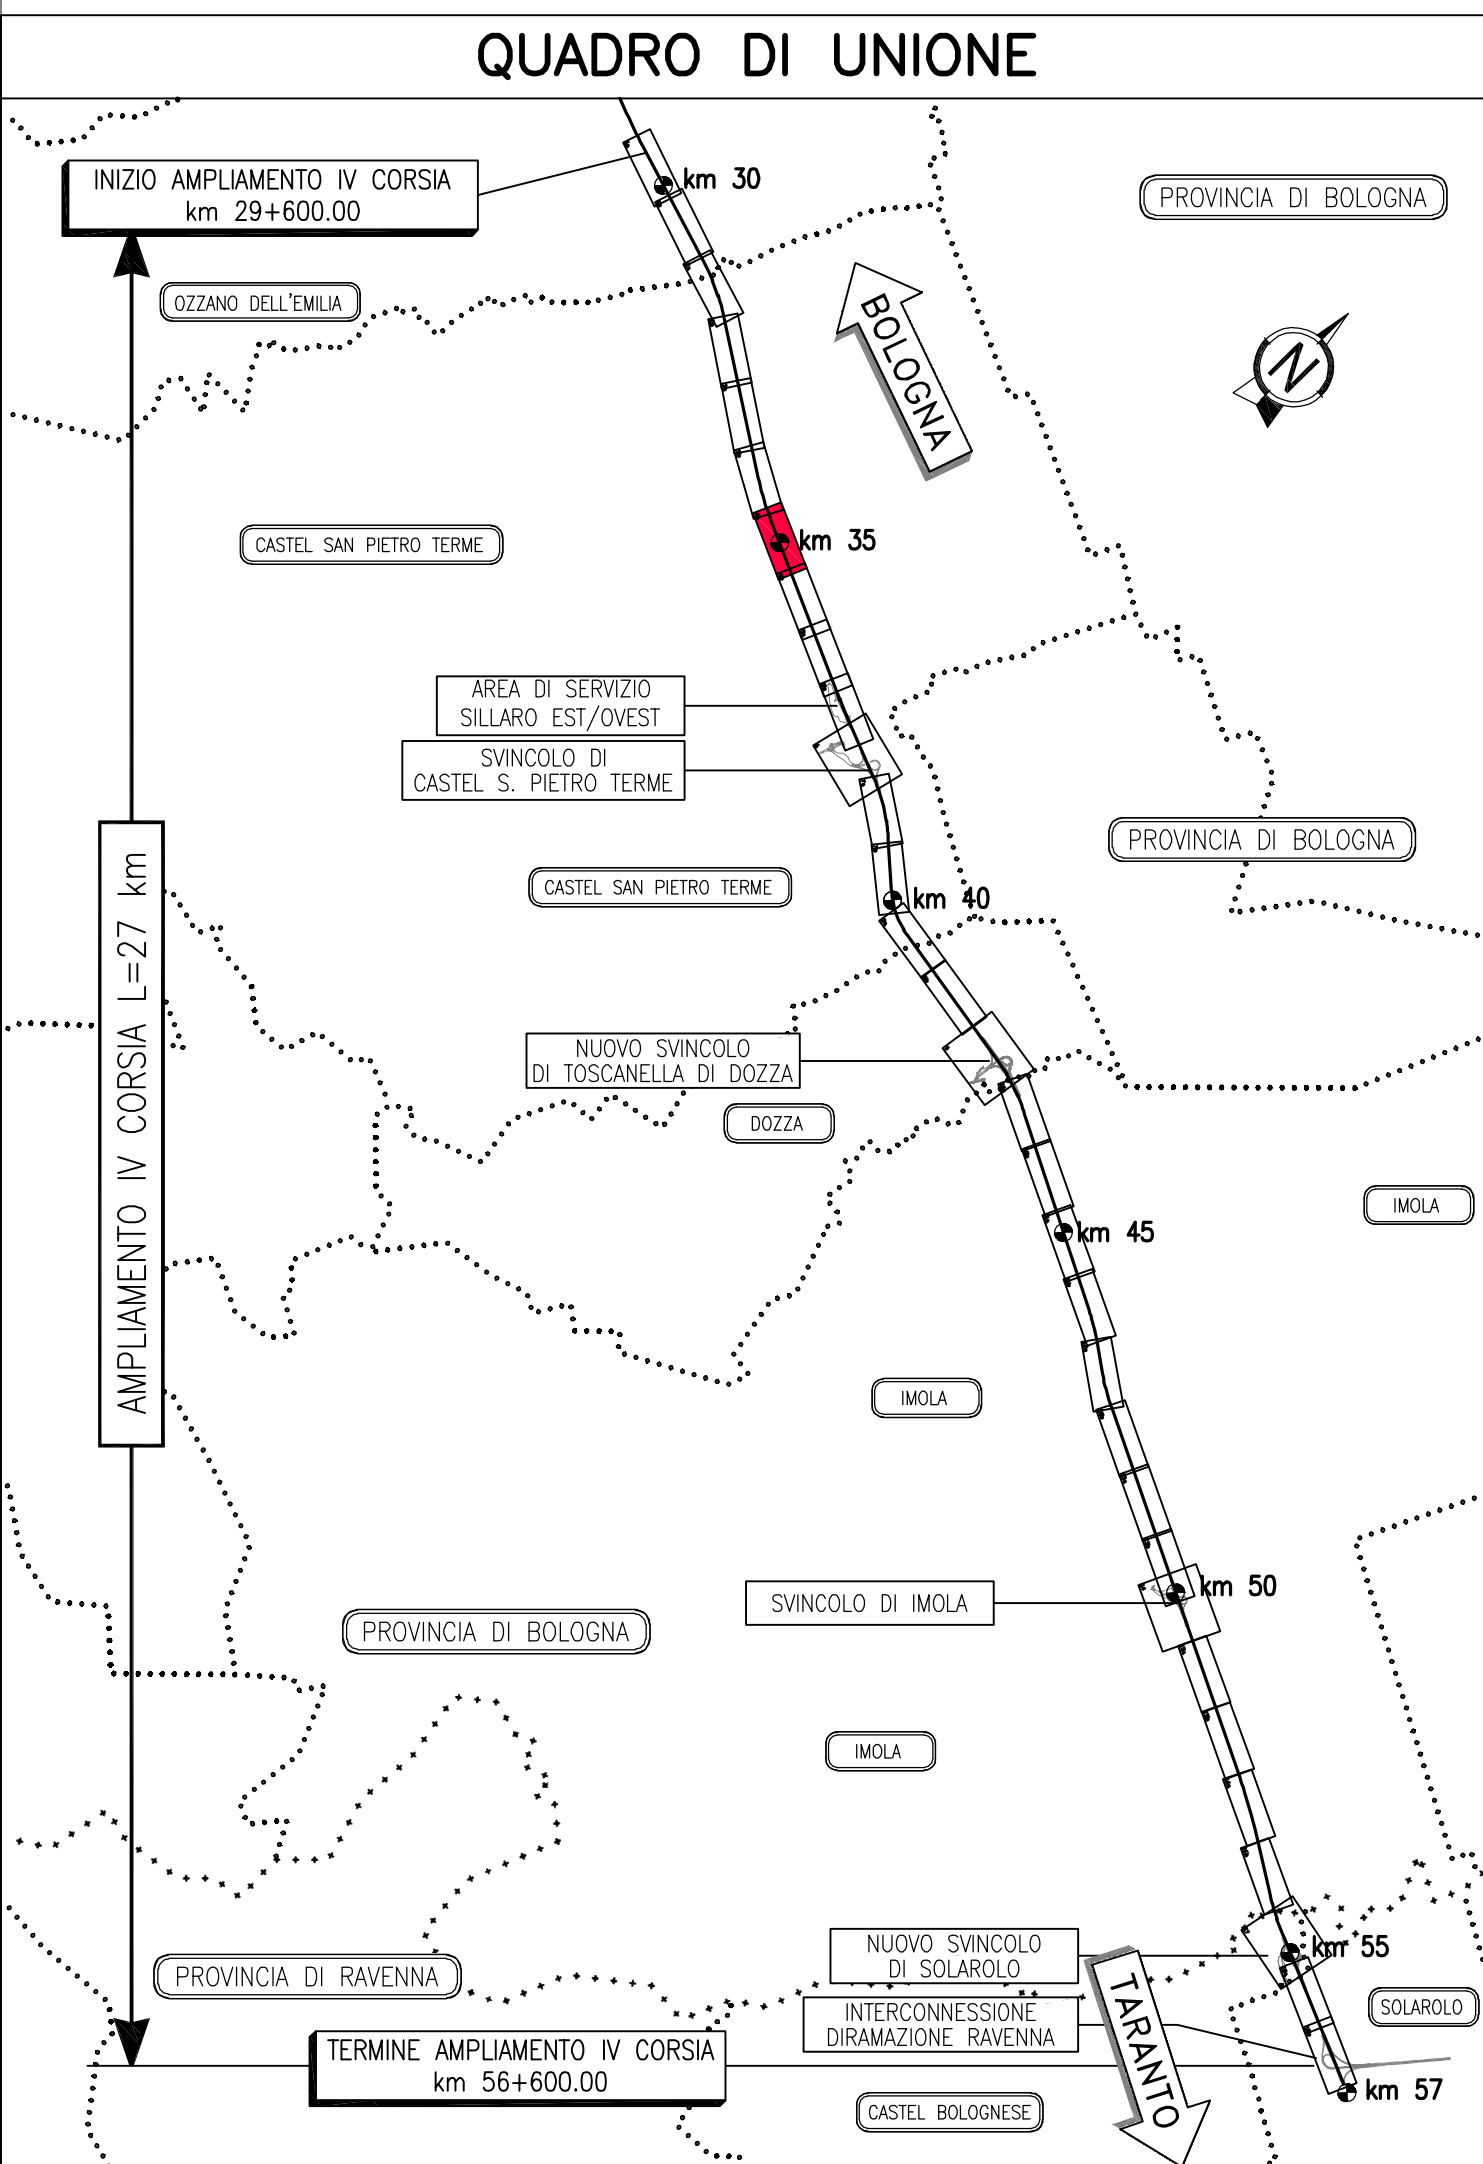 QUADRO DI UNIONE
INIZIO AMPLIAMENTO IV CORSIA
km 29+600.00
km 30
PROVINCIA DI BOLOGNA
OZZANO DELL'EMILIA
BOLOGNA
N
CASTEL SAN PIETRO TERME
km 35
AREA DI SERVIZIO
SILLARO EST/OVEST
SVINCOLO DI
CASTEL S. PIETRO TERME
PROVINCIA DI BOLOGNA
CASTEL SAN PIETRO TERME
km 40
AMPLIAMENTO IV CORSIA L=27 km
NUOVO SVINCOLO
DI TOSCANELLA DI DOZZA
DOZZA
IMOLA
km 45
IMOLA
km 50
SVINCOLO DI IMOLA
PROVINCIA DI BOLOGNA
IMOLA
NUOVO SVINCOLO
DI SOLAROLO
km 55
PROVINCIA DI RAVENNA
INTERCONNESSIONE
DIRAMAZIONE RAVENNA
SOLAROLO
TARANTO
TERMINE AMPLIAMENTO IV CORSIA
km 56+600.00
km 57
CASTEL BOLOGNESE